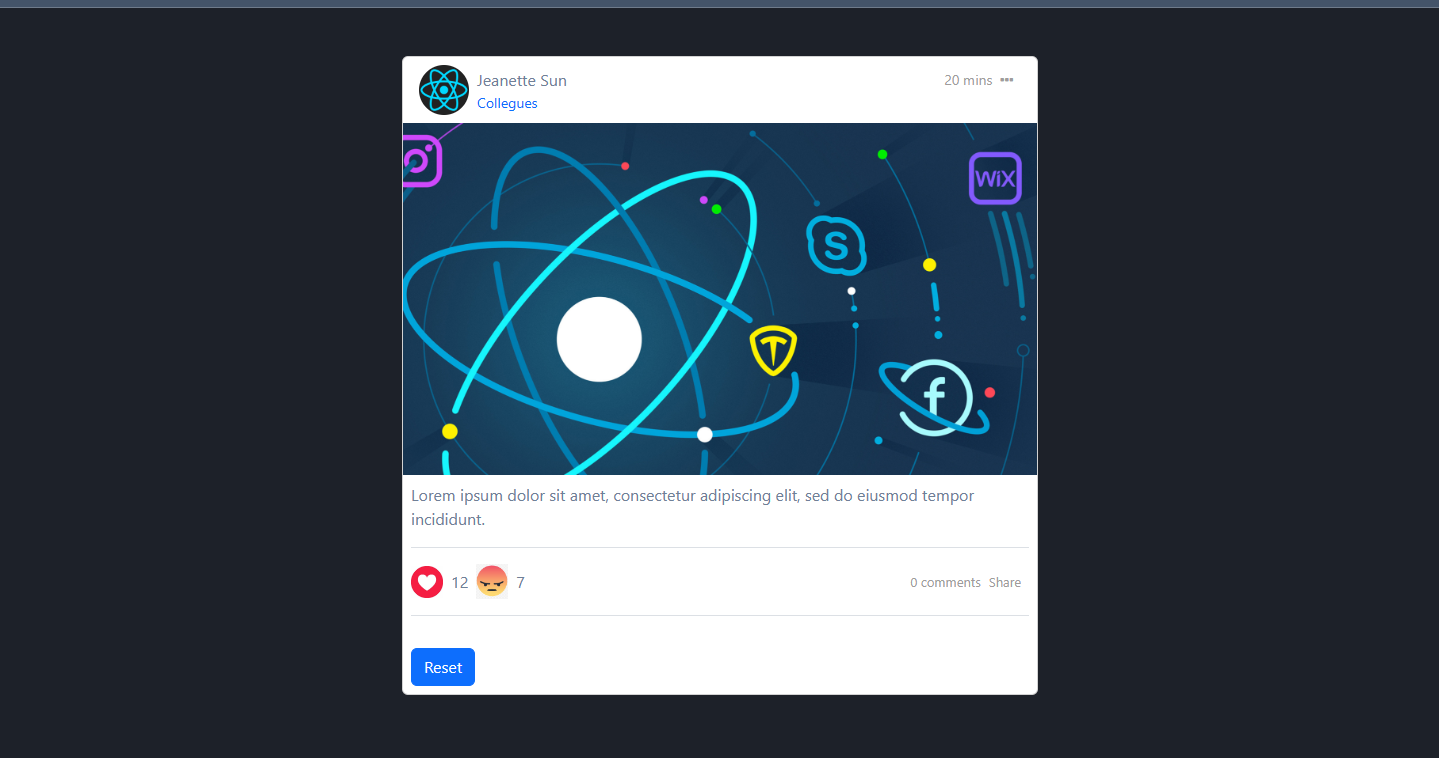 Jeanette Sun
20 mins
Collegues
WiX
S
T
f
Lorem ipsum dolor sit amet, consectetur adipiscing elit, sed do eiusmod tempor
incididunt.
12 7
0 comments Share
Reset